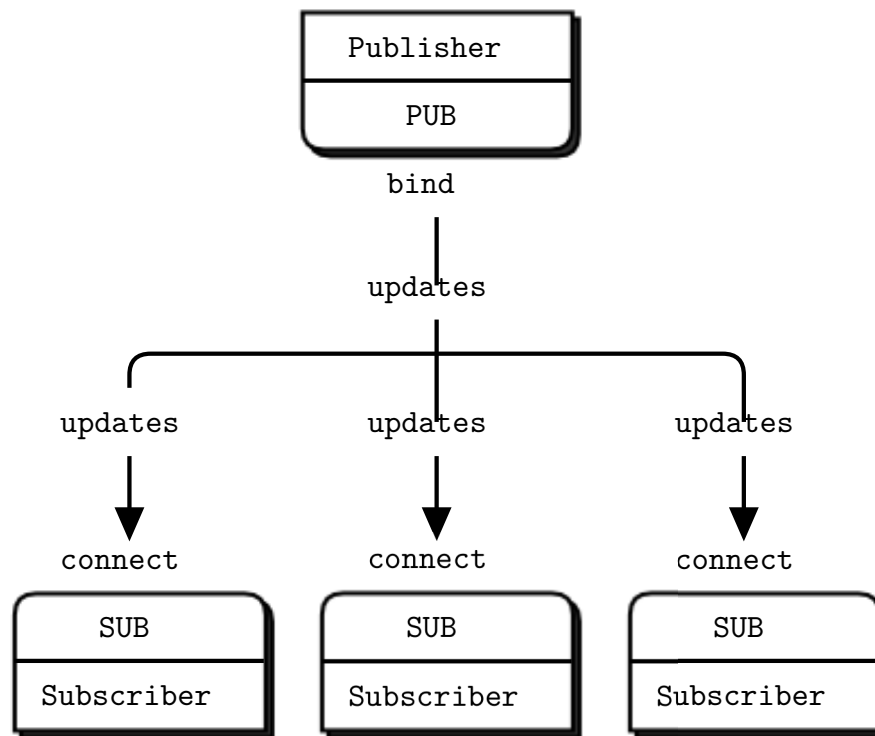 Publisher
PUB
bind
updates
updates updates updates
connect connect connect
SUB SUB SUB
Subscriber Subscriber Subscriber